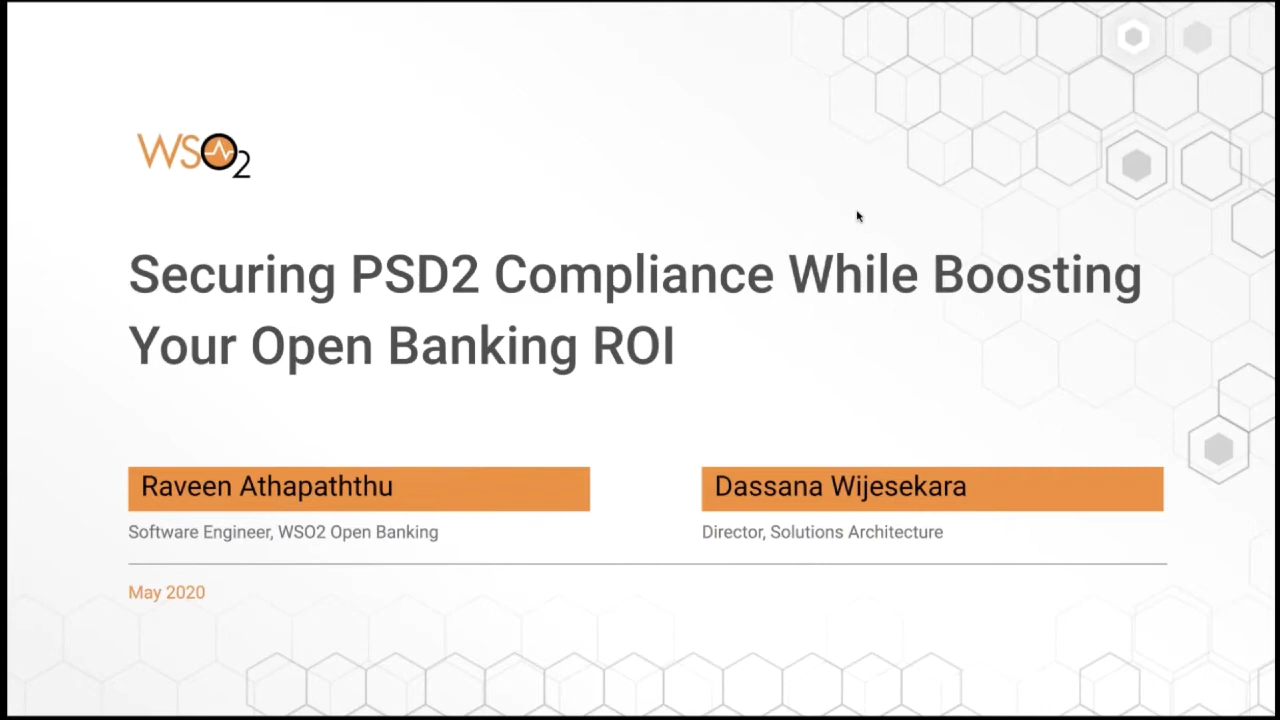 WSO2
Securing PSD2 Compliance While Boosting
Your Open Banking ROI
Raveen Athapaththu
Dassana Wijesekara
Software Engineer, WSO2 Open Banking
Director, Solutions Architecture
May 2020